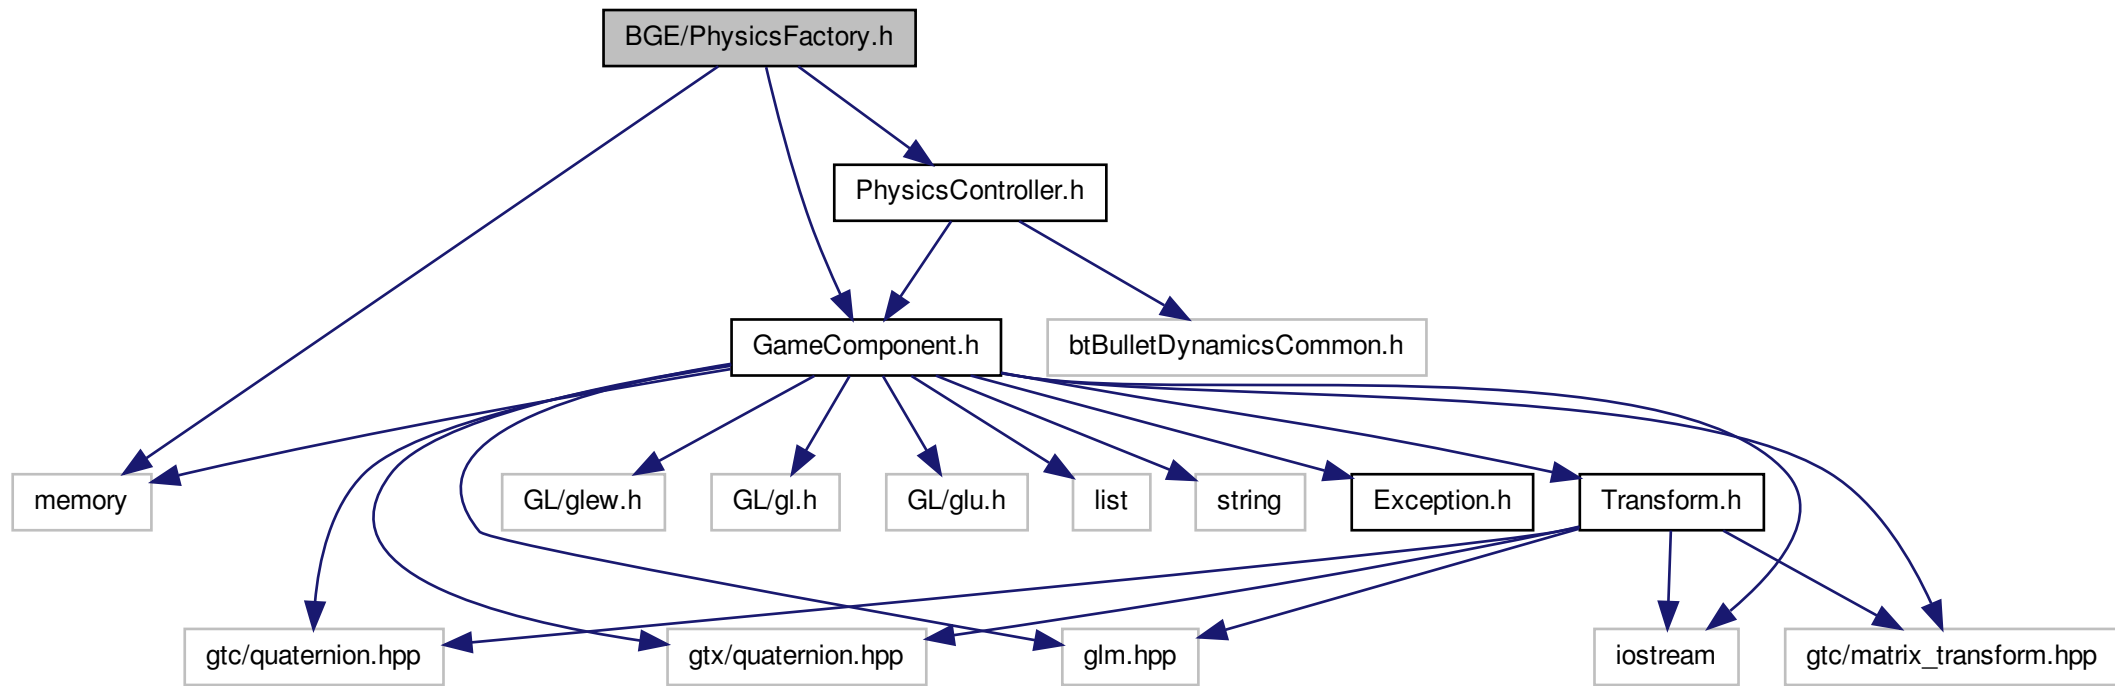 BGE/PhysicsFactory.h
PhysicsController.h
GameComponent.h
btBulletDynamicsCommon.h
memory
GL/glew.h
GL/gl.h
GL/glu.h
list
string
Exception.h
Transform.h
gtc/quaternion.hpp
gtx/quaternion.hpp
glm.hpp
iostream
gtc/matrix_transform.hpp